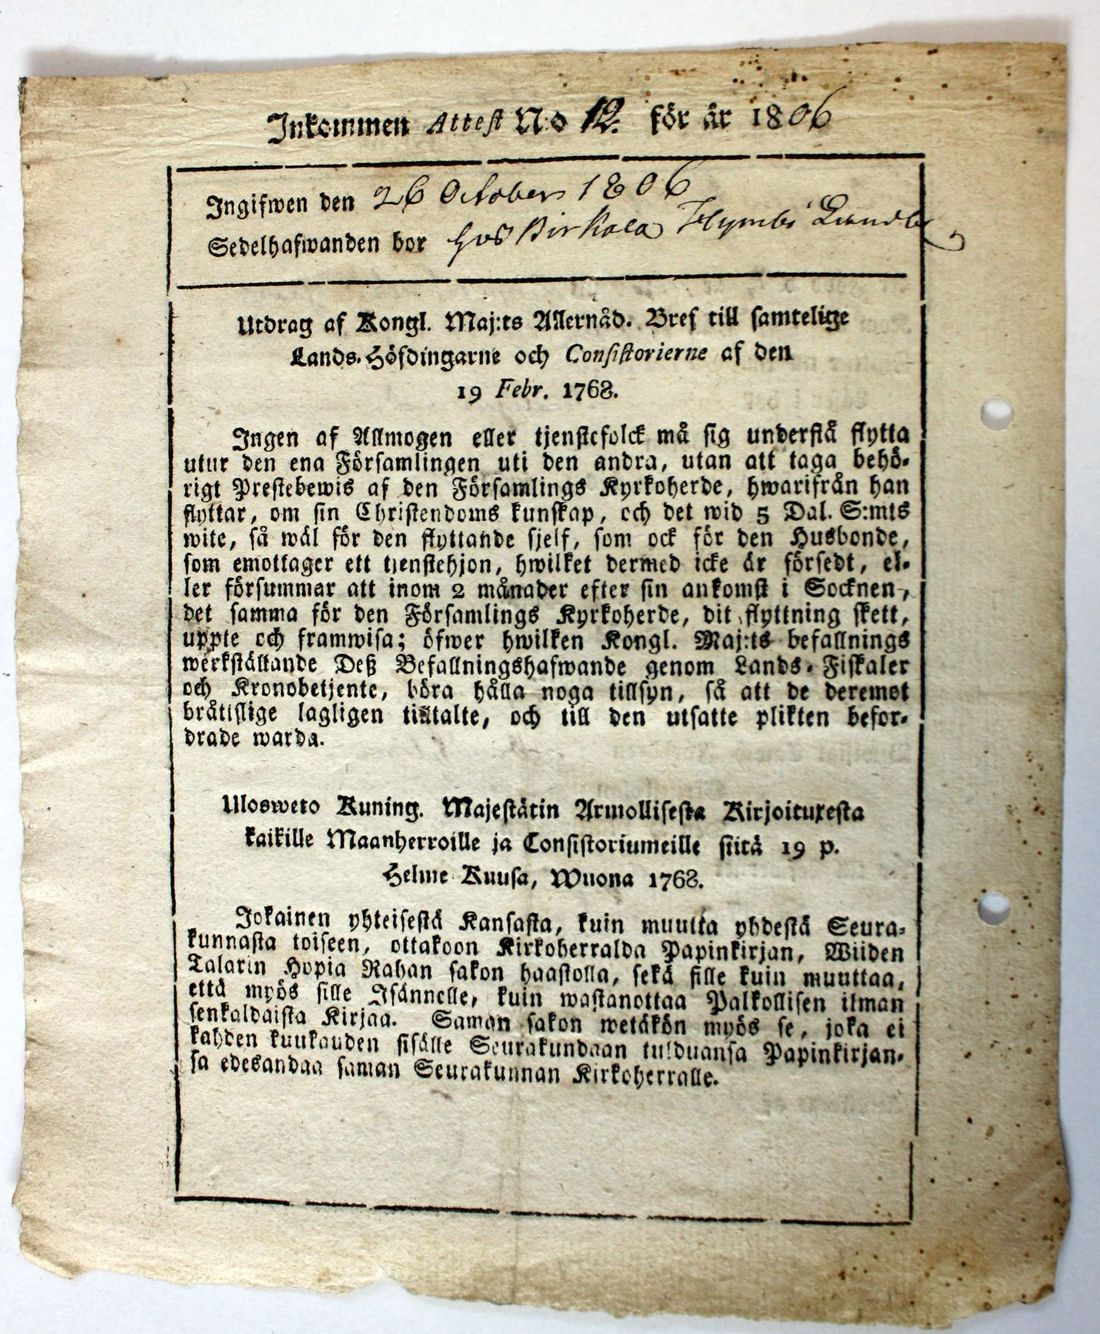 Inkommen Attest N:o 12. för år 1806
Ingifwen den 26 October 1806
Sedelhafwanden bor hos
Utdrag af Kongl. Maj:ts Allernåd. Bref till samtelige
Lands-Höfdingarne och Consistorierne af den
19 Febr. 1768.
Ingen af Allmogen eller tjenstefolck må sig understå flytta
utur den ena Församlingen uti den andra, utan att taga behö-
rigt Prestebewis af den Församlings Kyrkoherde, hwarifrån han
flyttar, om sin Christendoms kunskap, och det wid 5 Dal. S:mts
wite, så wäl för den flyttande sjelf, som ock för den Husbonde,
som emottager ett tjenstehjon, hwilket dermed icke är försedt, el-
ler försummar att inom 2 månader efter sin ankomst i Socknen,
det samma för den Församlings Kyrkoherde, dit flyttning skett,
uppte och framwisa; öfwer hwilken Kongl. Maj:ts befallnings
werkställande Deß Befallningshafwande genom Lands-Fiskaler
och Kronobetjente, böra hålla noga tillsyn, så att de deremot
bråtislige lagligen tilltalte, och till den utsatte plikten befor-
drade warda.
Ulosweto Kuning. Majestätin Armollisesta Kirjoituxesta
kaikille Maanherroille ja Consistoriumeille siitä 19 p.
Helme Kuusa, Wuona 1768.
Jokainen yhteisestä Kansasta, kuin muutta yhdestä Seura-
kunnasta toiseen, ottakoon Kirkoherralda Papinkirjan, Wiiden
Talarin Hopia Rahan sakon haastolla, sekä sille kuin muuttaa,
että myös sille Isännelle, kuin wastanottaa Palkollisen ilman
senkaldaista Kirjaa. Saman sakon wetäkön myös se, joka ei
kahden kuukauden sisälle Seurakundaan tulduansa Papinkirjan-
sa edesandaa saman Seurakunnan Kirkoherralle.